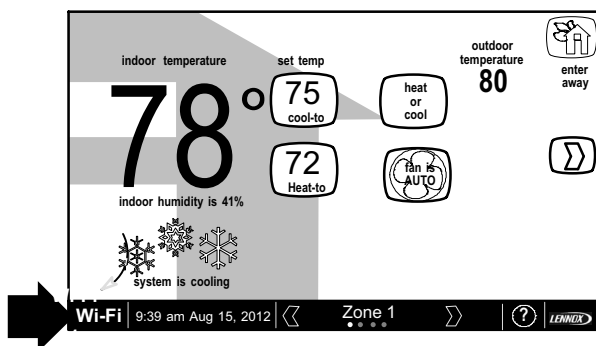 indoor temperature
78°
indoor humidity is 41%
system is cooling
set temp
75
cool-to
72
Heat-to
heat
or
cool
fan is
AUTO
outdoor
temperature
80
enter
away
Wi-Fi
9:39 am Aug 15, 2012
Zone 1
?
LENNOX